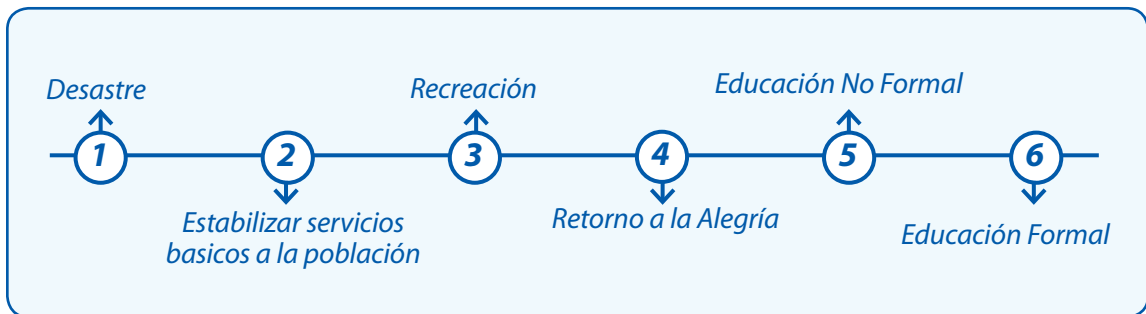 Desastre
1
2
Estabilizar servicios
basicos a la población
Recreación
3
4
Retorno a la Alegría
Educación No Formal
5
6
Educación Formal